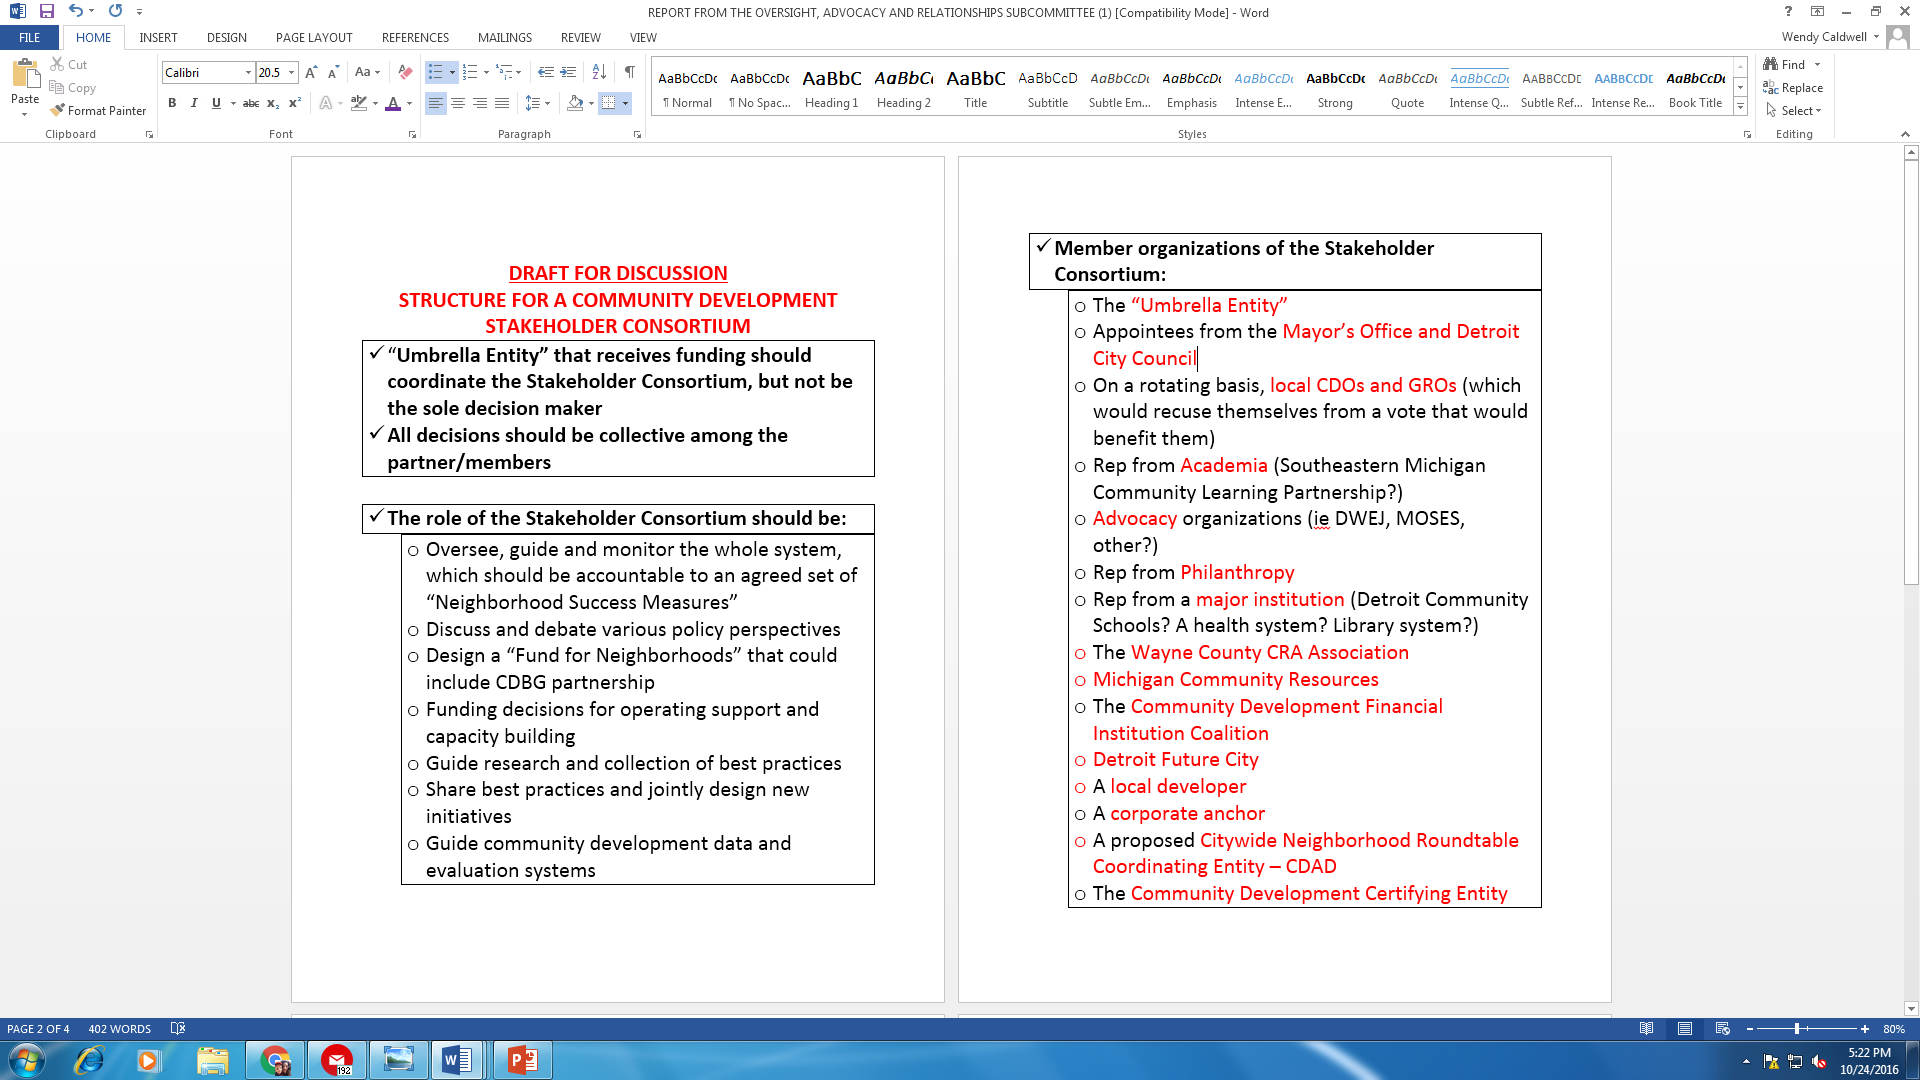 REPORT FROM THE OVERSIGHT, ADVOCACY AND RELATIONSHIPS SUBCOMMITTEE (1) [Compatibility Mode] - Word
FILE HOME INSERT DESIGN PAGE LAYOUT REFERENCES MAILINGS REVIEW VIEW Wendy Caldwell
Paste
Cut
Copy
Format Painter
Clipboard
Calibri 20.5
Font
Paragraph
AaBbCcDc AaBbCcDc AaBbC AaBbCc AaBbC AaBbCcD AaBbCcDc AaBbCcDc AaBbCcDc AaBbCcDc AaBbCcDc AaBbCcDc AABBCCDE AABBCCDE AaBbCcDc
¶ Normal ¶ No Spac... Heading 1 Heading 2 Title Subtitle Subtle Em... Emphasis Intense E... Strong Quote Intense Q... Subtle Ref... Intense Re... Book Title
Styles
Find
Replace
Select
Editing
DRAFT FOR DISCUSSION
STRUCTURE FOR A COMMUNITY DEVELOPMENT
STAKEHOLDER CONSORTIUM
✓ “Umbrella Entity” that receives funding should
coordinate the Stakeholder Consortium, but not be
the sole decision maker
✓ All decisions should be collective among the
partner/members
✓ The role of the Stakeholder Consortium should be:
o Oversee, guide and monitor the whole system,
which should be accountable to an agreed set of
“Neighborhood Success Measures”
o Discuss and debate various policy perspectives
o Design a “Fund for Neighborhoods” that could
include CDBG partnership
o Funding decisions for operating support and
capacity building
o Guide research and collection of best practices
o Share best practices and jointly design new
initiatives
o Guide community development data and
evaluation systems
✓ Member organizations of the Stakeholder
Consortium:
o The “Umbrella Entity”
o Appointees from the Mayor’s Office and Detroit
City Council
o On a rotating basis, local CDOs and GROs (which
would recuse themselves from a vote that would
benefit them)
o Rep from Academia (Southeastern Michigan
Community Learning Partnership?)
o Advocacy organizations (ie DWEJ, MOSES,
other?)
o Rep from Philanthropy
o Rep from a major institution (Detroit Community
Schools? A health system? Library system?)
o The Wayne County CRA Association
o Michigan Community Resources
o The Community Development Financial
Institution Coalition
o Detroit Future City
o A local developer
o A corporate anchor
o A proposed Citywide Neighborhood Roundtable
Coordinating Entity – CDAD
o The Community Development Certifying Entity
PAGE 2 OF 4 402 WORDS 80%
192
5:22 PM
10/24/2016